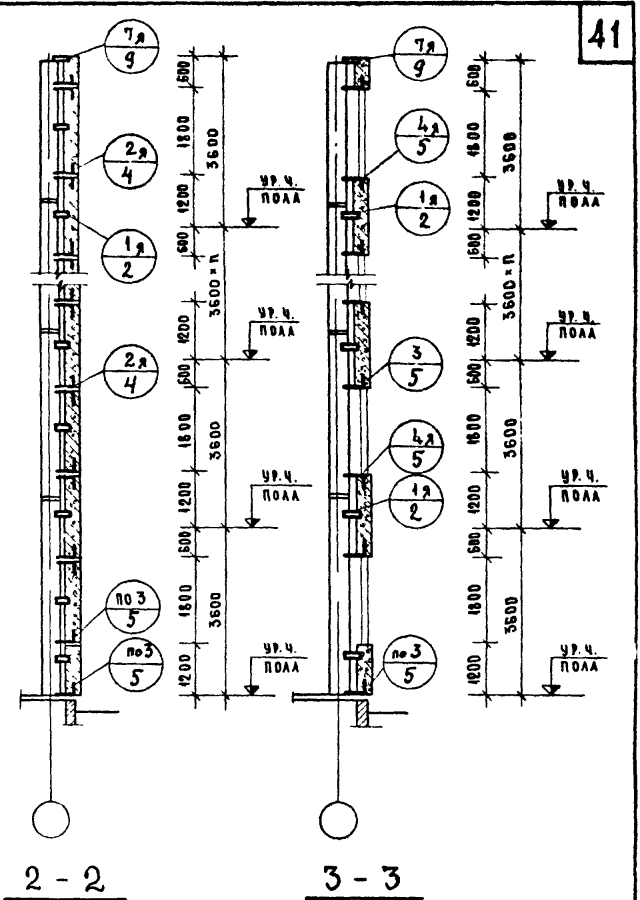 41
7я
9
600
1800
3600
2я
4
1200
УР. Ч.
ПОЛА
1я
2
600
3600 × п
1200
УР. Ч.
ПОЛА
600
2я
4
1800
3600
1200
УР. Ч.
ПОЛА
600
1800
3600
по 3
5
по 3
5
1200
УР. Ч.
ПОЛА
2 - 2
7я
9
600
1800
3600
4я
5
1200
УР. Ч.
ПОЛА
1я
2
600
3600 × п
1200
УР. Ч.
ПОЛА
3
5
600
1800
3600
4я
5
1я
2
1200
УР. Ч.
ПОЛА
600
1800
3600
по 3
5
1200
УР. Ч.
ПОЛА
3 - 3